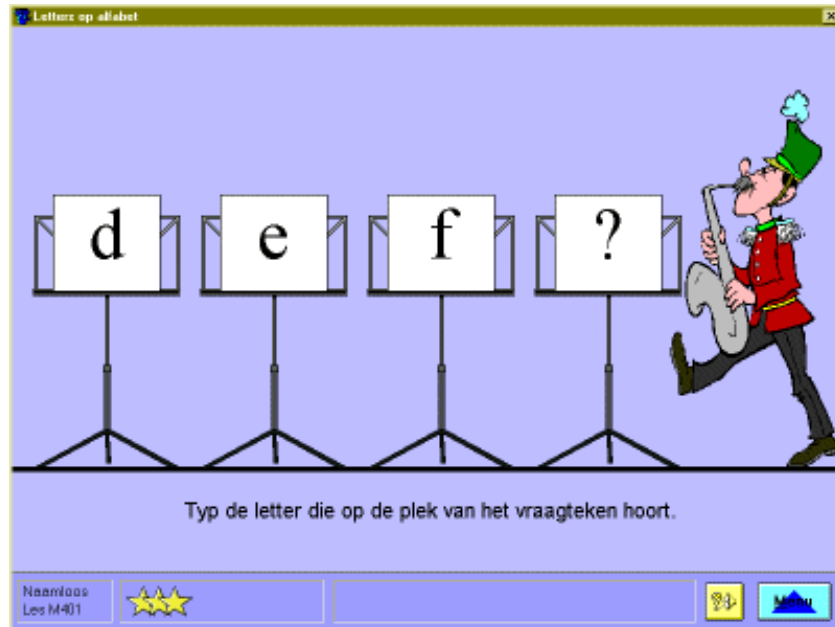 Letters op alfabet
d e f ?
Typ de letter die op de plek van het vraagteken hoort.
Naamloos
Les M401
Menu